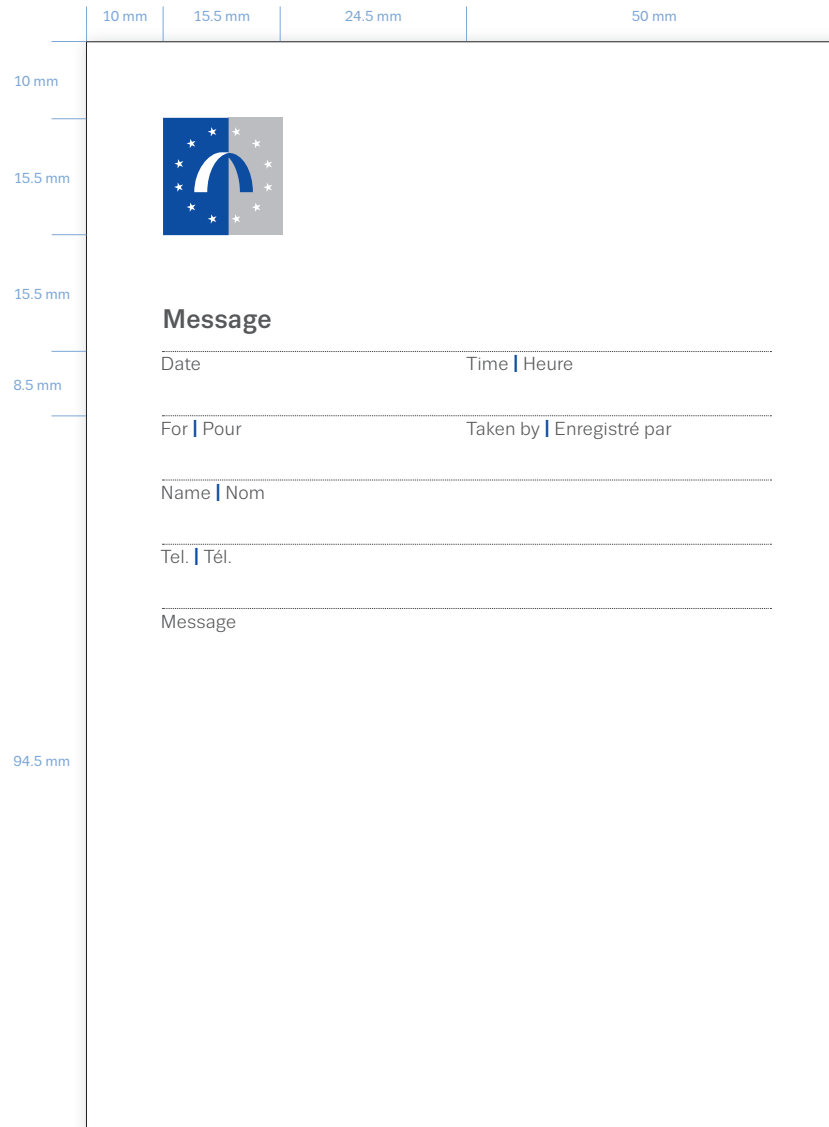 10 mm 15.5 mm 24.5 mm 50 mm
10 mm
15.5 mm
15.5 mm
Message
Date Time | Heure
8.5 mm
For | Pour Taken by | Enregistré par
Name | Nom
Tel. | Tél.
Message
94.5 mm